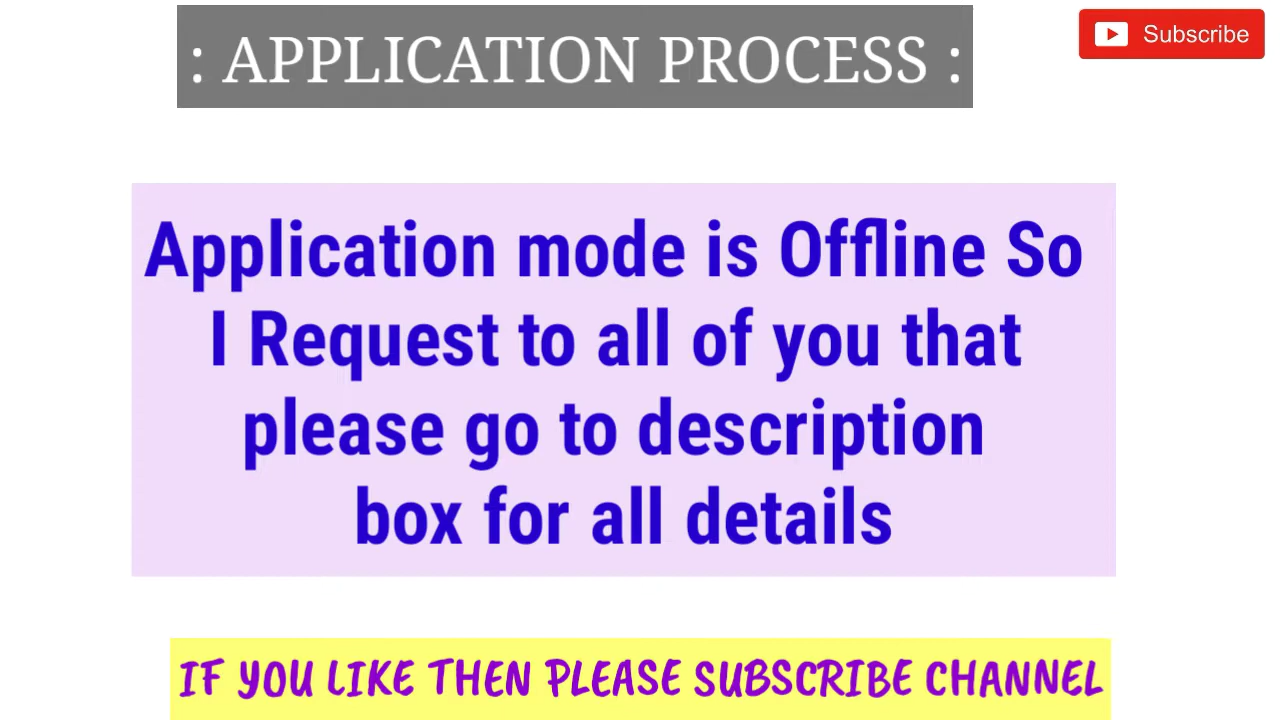 : APPLICATION PROCESS :
Subscribe
Application mode is Offline So
I Request to all of you that
please go to description
box for all details
IF YOU LIKE THEN PLEASE SUBSCRIBE CHANNEL